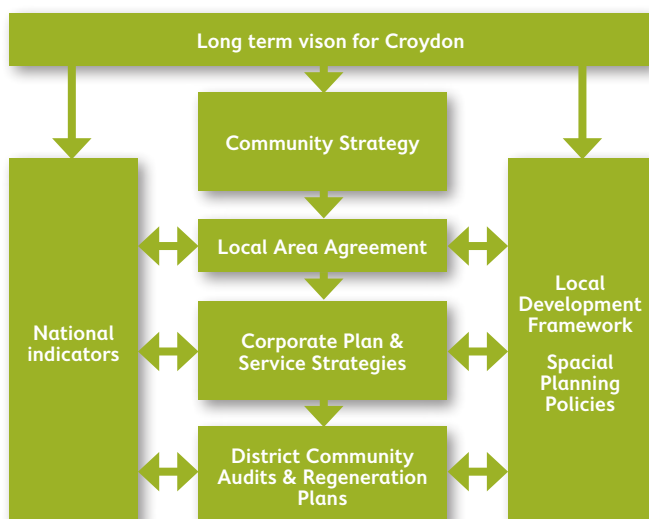 Long term vison for Croydon
Community Strategy
Local Area Agreement
National
indicators
Corporate Plan &
Service Strategies
Local
Development
Framework
Spacial
Planning
Policies
District Community
Audits & Regeneration
Plans